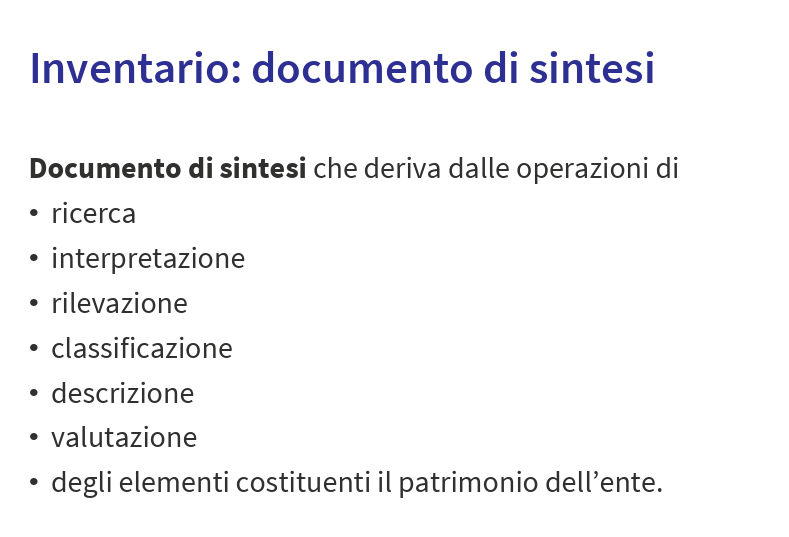 Inventario: documento di sintesi
Documento di sintesi che deriva dalle operazioni di
• ricerca
• interpretazione
• rilevazione
• classificazione
• descrizione
• valutazione
• degli elementi costituenti il patrimonio dell’ente.